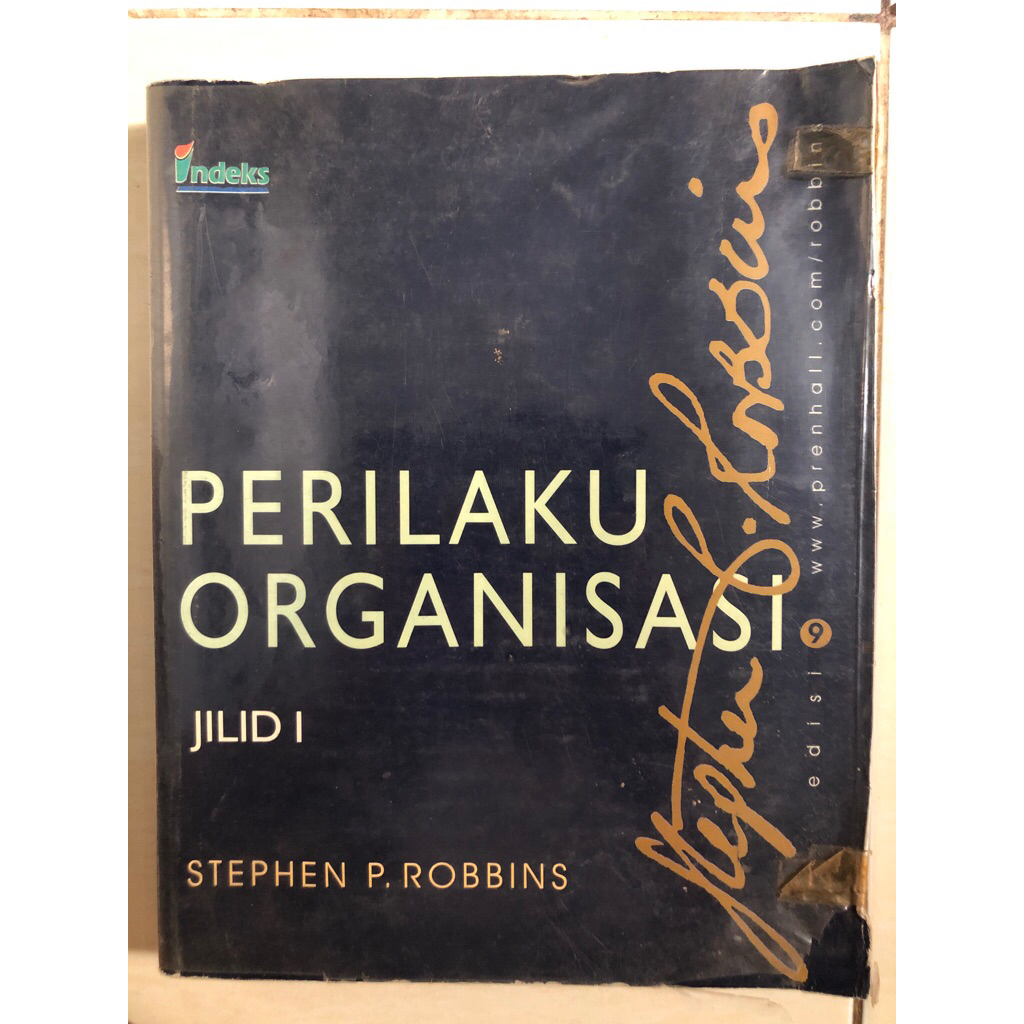 indeks
PERILAKU
ORGANISASI
JILID I
STEPHEN P. ROBBINS
Stephen P. Robbins
edisi 9 www.prenhall.com/robbins